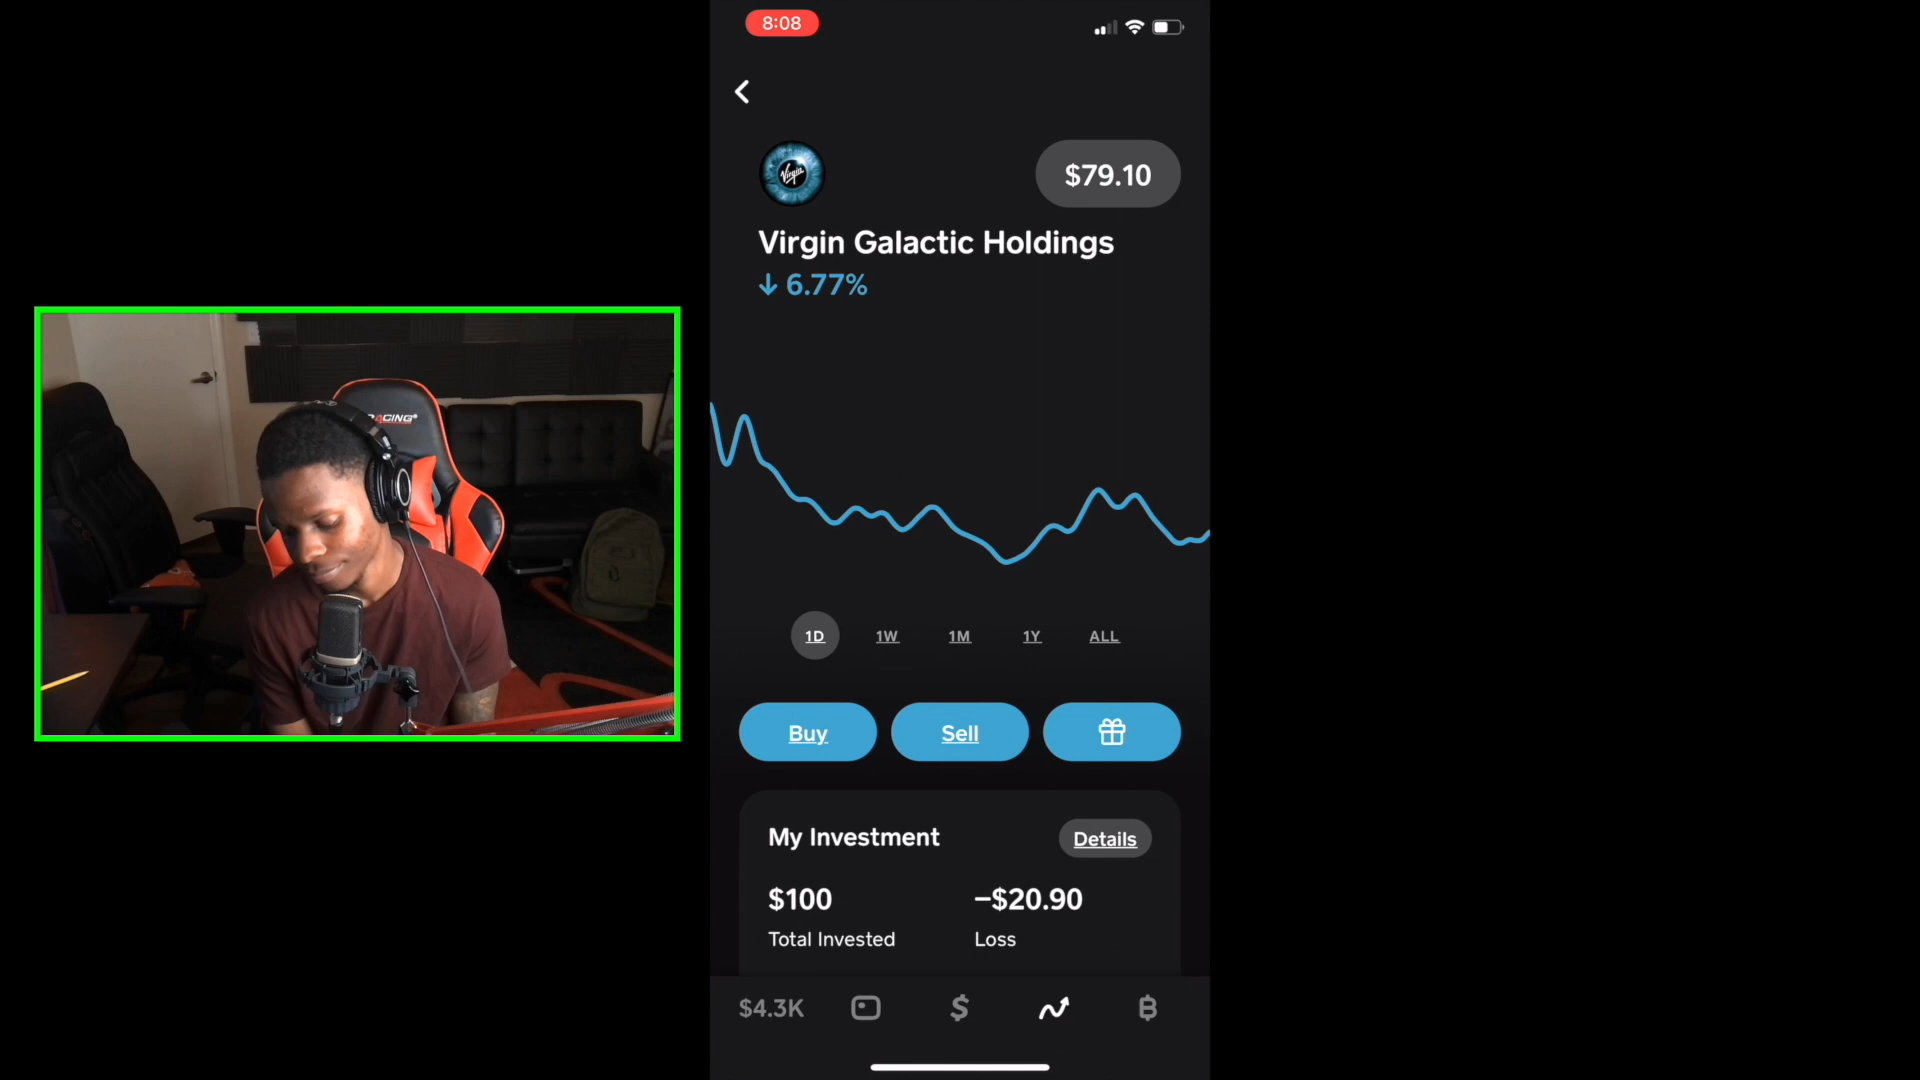 8:08
Virgin
$79.10
Virgin Galactic Holdings
↓ 6.77%
1D 1W 1M 1Y ALL
Buy Sell
My Investment Details
$100 −$20.90
Total Invested Loss
$4.3K $ ₿
RACING